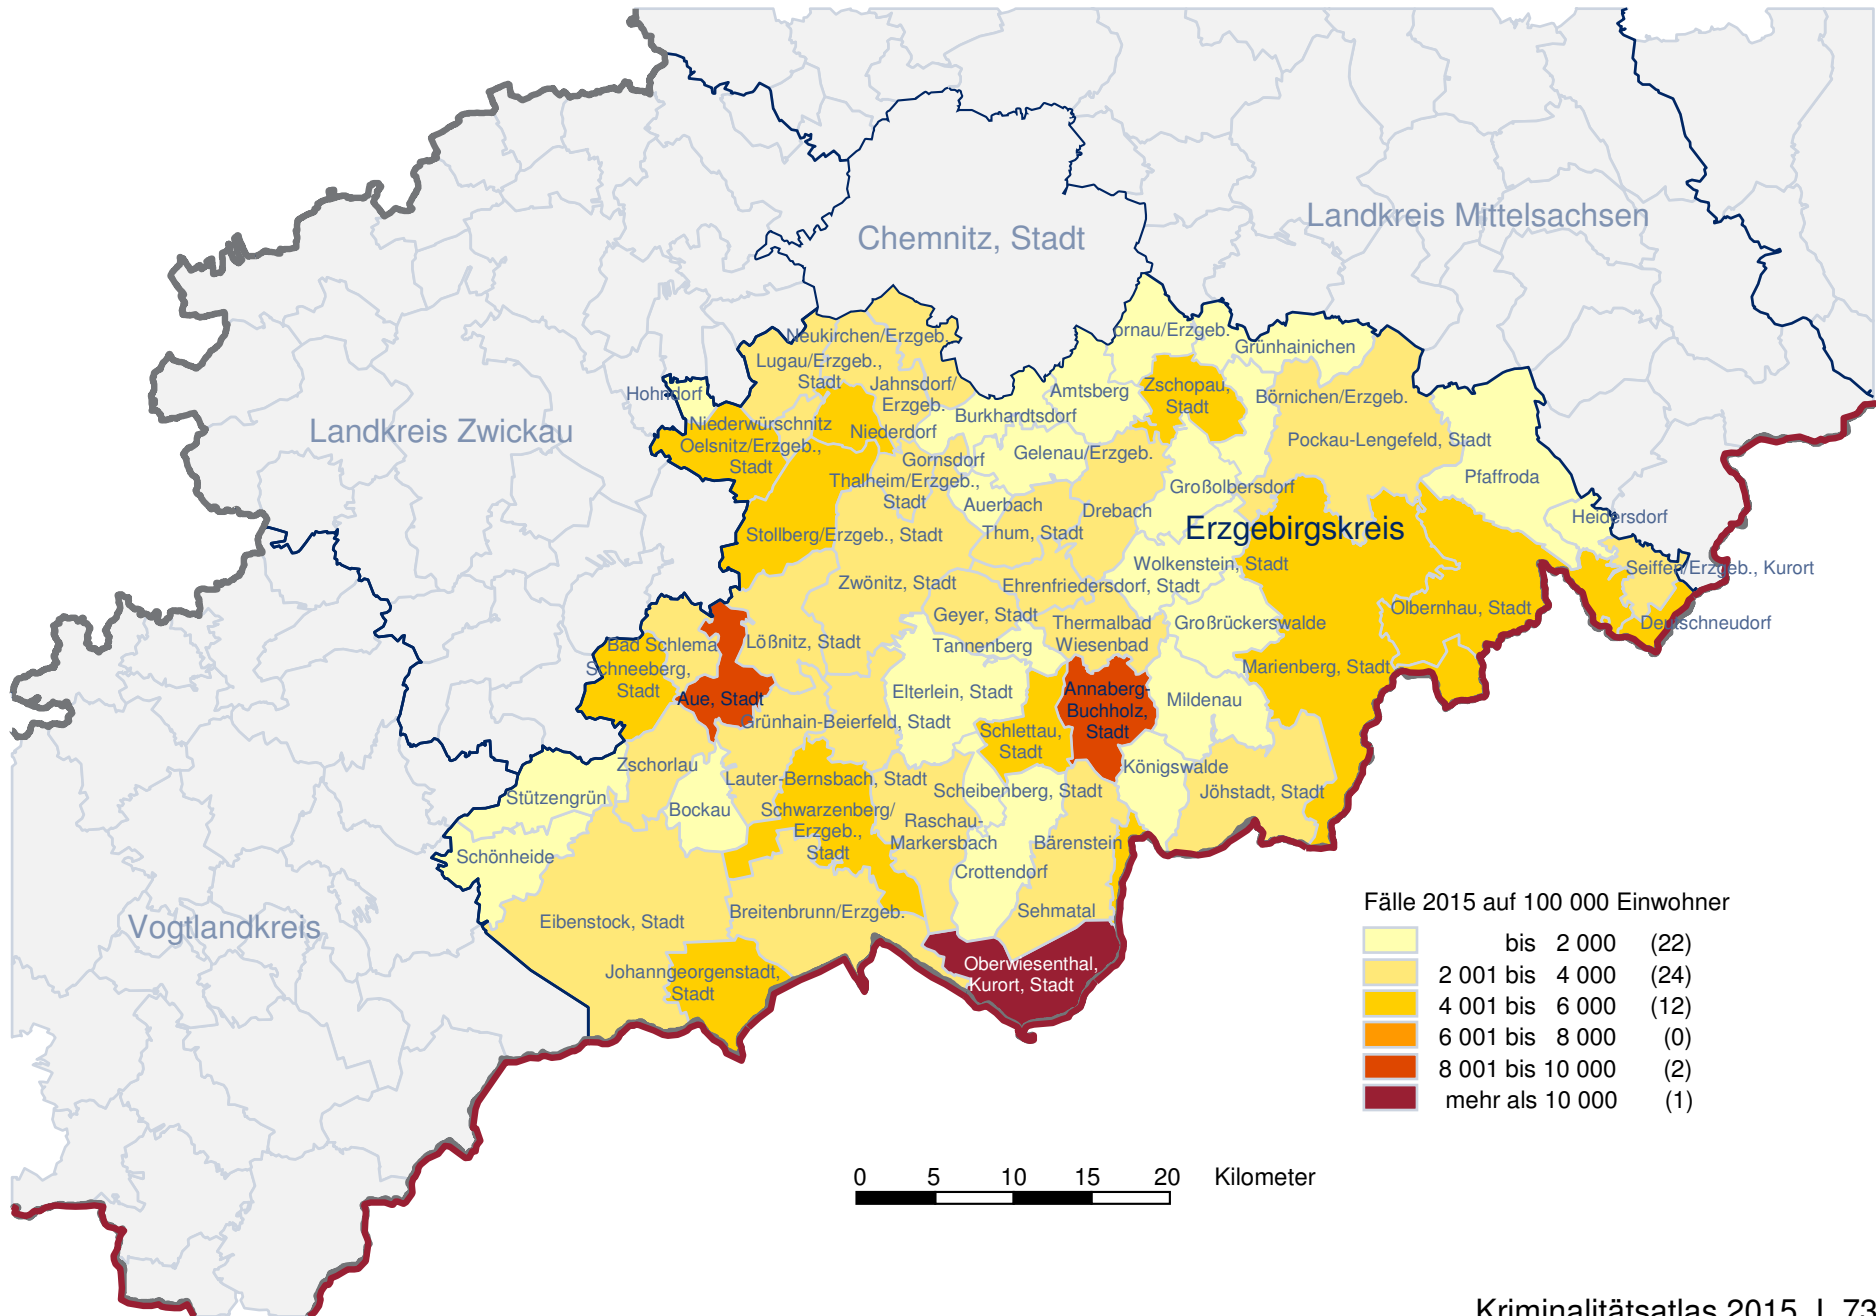 Landkreis Mittelsachsen
Chemnitz, Stadt
Landkreis Zwickau
Vogtlandkreis
Erzgebirgskreis
Neukirchen/Erzgeb.
ornau/Erzgeb.
Grünhainichen
Lugau/Erzgeb.,
Stadt
Jahnsdorf/
Erzgeb.
Hohndorf
Amtsberg
Zschopau,
Stadt
Börnichen/Erzgeb.
Burkhardtsdorf
Niederwürschnitz
Niederdorf
Oelsnitz/Erzgeb.,
Stadt
Pockau-Lengefeld, Stadt
Gelenau/Erzgeb.
Gornsdorf
Thalheim/Erzgeb.,
Stadt
Pfaffroda
Großolbersdorf
Auerbach
Drebach
Heidersdorf
Stollberg/Erzgeb., Stadt
Thum, Stadt
Wolkenstein, Stadt
Seiffen/Erzgeb., Kurort
Zwönitz, Stadt
Ehrenfriedersdorf, Stadt
Olbernhau, Stadt
Geyer, Stadt
Thermalbad
Wiesenbad
Großrückerswalde
Deutschneudorf
Bad Schlema
Lößnitz, Stadt
Tannenberg
Schneeberg,
Stadt
Marienberg, Stadt
Aue, Stadt
Elterlein, Stadt
Annaberg-
Buchholz,
Stadt
Mildenau
Grünhain-Beierfeld, Stadt
Schlettau,
Stadt
Zschorlau
Königswalde
Lauter-Bernsbach, Stadt
Scheibenberg, Stadt
Jöhstadt, Stadt
Stützengrün
Bockau
Schwarzenberg/
Erzgeb.,
Stadt
Raschau-
Markersbach
Bärenstein
Schönheide
Crottendorf
Eibenstock, Stadt
Breitenbrunn/Erzgeb.
Sehmatal
Johanngeorgenstadt,
Stadt
Oberwiesenthal,
Kurort, Stadt
Fälle 2015 auf 100 000 Einwohner
bis 2 000 (22)
2 001 bis 4 000 (24)
4 001 bis 6 000 (12)
6 001 bis 8 000 (0)
8 001 bis 10 000 (2)
mehr als 10 000 (1)
0 5 10 15 20 Kilometer
Kriminalitätsatlas 2015 | 73